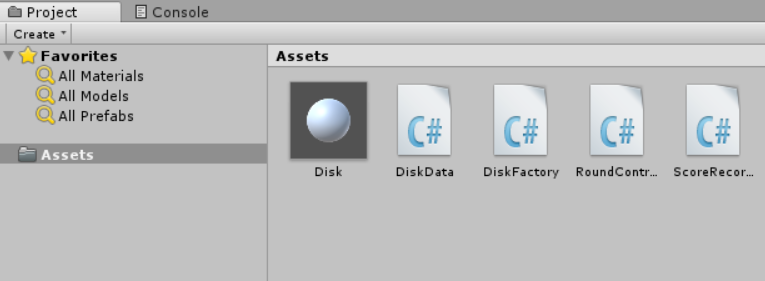 Project
Console
Create
Favorites
All Materials
All Models
All Prefabs
Assets
Assets
C#
C#
C#
C#
Disk
DiskData
DiskFactory
RoundContr...
ScoreRecor...